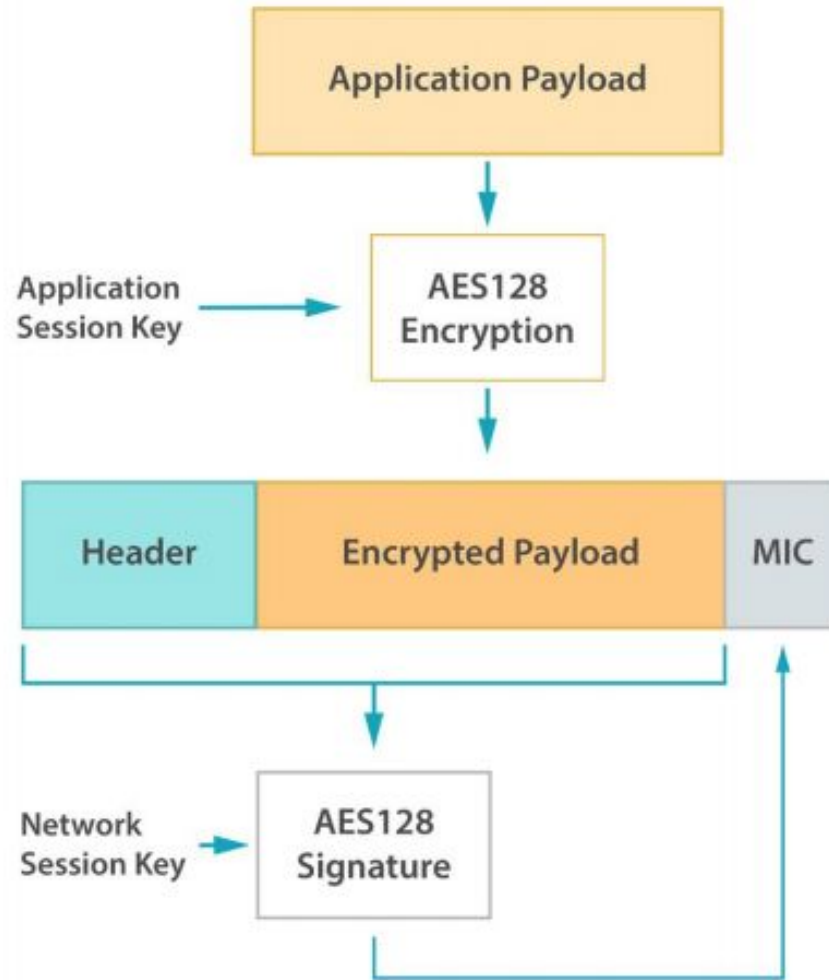 Application Payload
Application
Session Key
AES128
Encryption
Header
Encrypted Payload
MIC
Network
Session Key
AES128
Signature